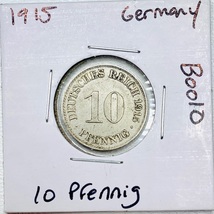 1915
Germany
B0010
DEUTSCHES REICH 1915
10
PFENNIG
10 Pfennig